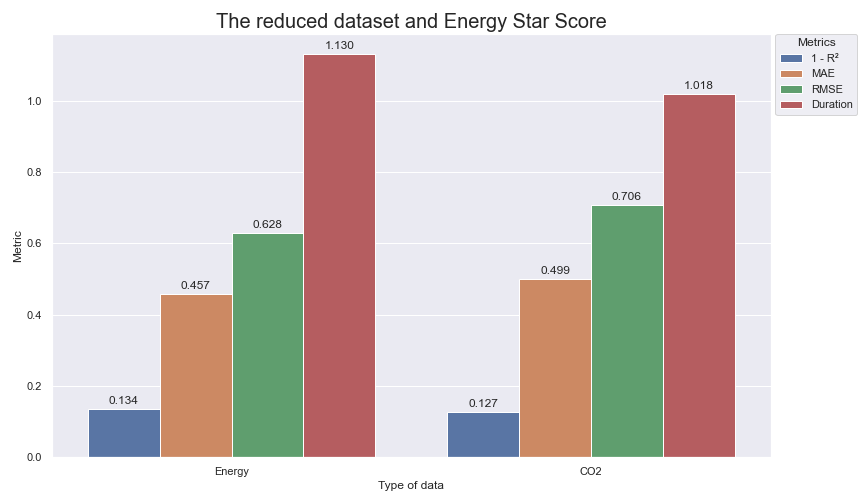 The reduced dataset and Energy Star Score
Metrics
1 - R²
MAE
RMSE
Duration
Metric
1.0
0.8
0.6
0.4
0.2
0.0
0.134
0.457
0.628
1.130
0.127
0.499
0.706
1.018
Energy
CO2
Type of data